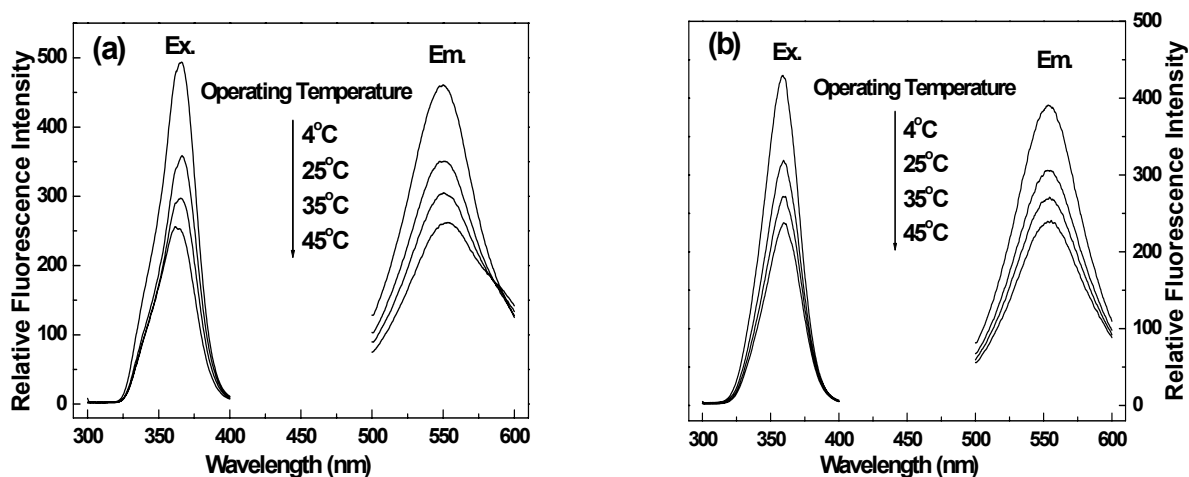 (a)
Ex.
Em.
Operating Temperature
4°C
25°C
35°C
45°C
Relative Fluorescence Intensity
500
400
300
200
100
0
300 350 400 450 500 550 600
Wavelength (nm)
(b)
Ex.
Em.
Operating Temperature
4°C
25°C
35°C
45°C
500
400
300
200
100
0
Relative Fluorescence Intensity
300 350 400 450 500 550 600
Wavelength (nm)